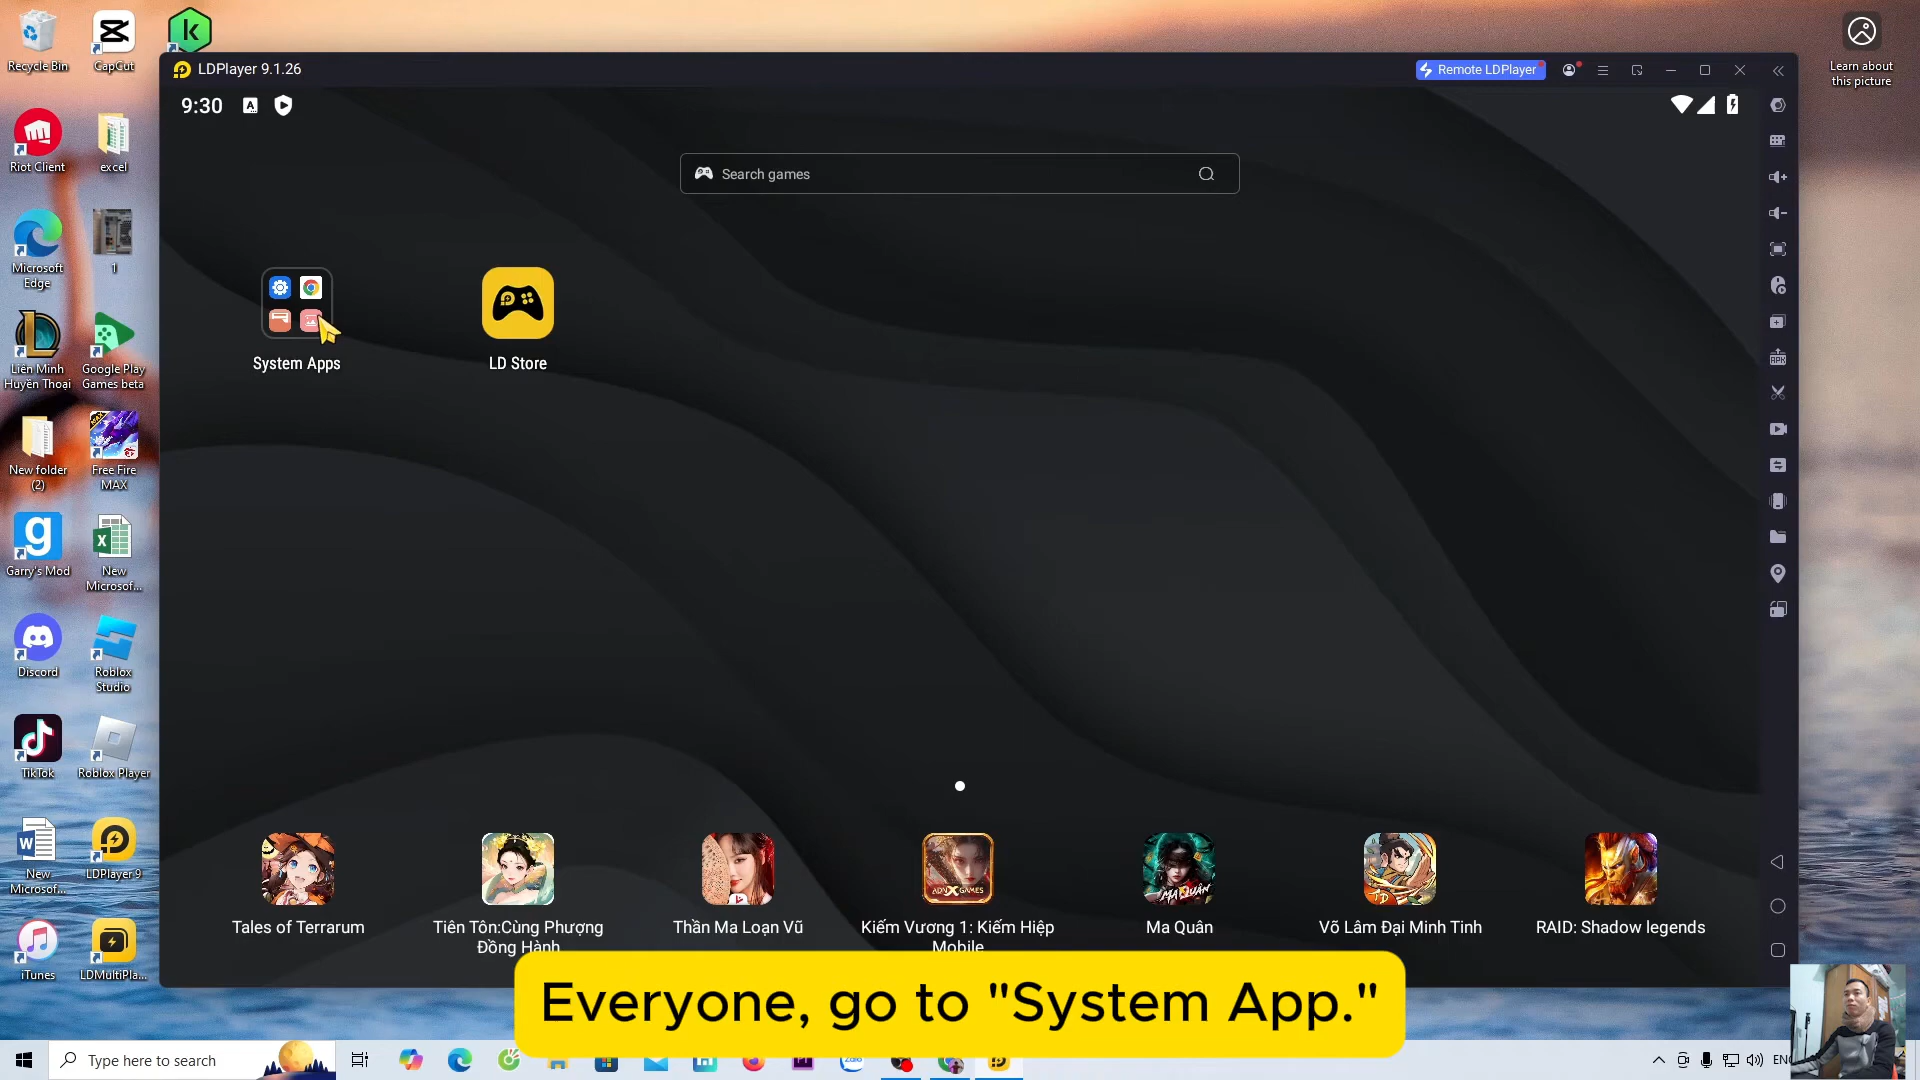 Recycle Bin
CapCut
LDPlayer 9.1.26
Remote LDPlayer
Learn about
this picture
9:30
Search games
Riot Client
excel
Microsoft
Edge
1
System Apps
LD Store
Liên Minh
Huyền Thoại
Google Play
Games beta
New folder
(2)
Free Fire
MAX
Garry's Mod
New
Microsof...
Discord
Roblox
Studio
TikTok
Roblox Player
New
Microsof...
LDPlayer 9
iTunes
LDMultiPla...
Tales of Terrarum
Tiên Tôn:Cùng Phượng
Đồng Hành
Thần Ma Loạn Vũ
ADNX GAMES
Kiếm Vương 1: Kiếm Hiệp
Mobile
MA QUÂN
Ma Quân
Võ Lâm Đại Minh Tinh
RAID: Shadow legends
Everyone, go to "System App."
Type here to search
Zalo